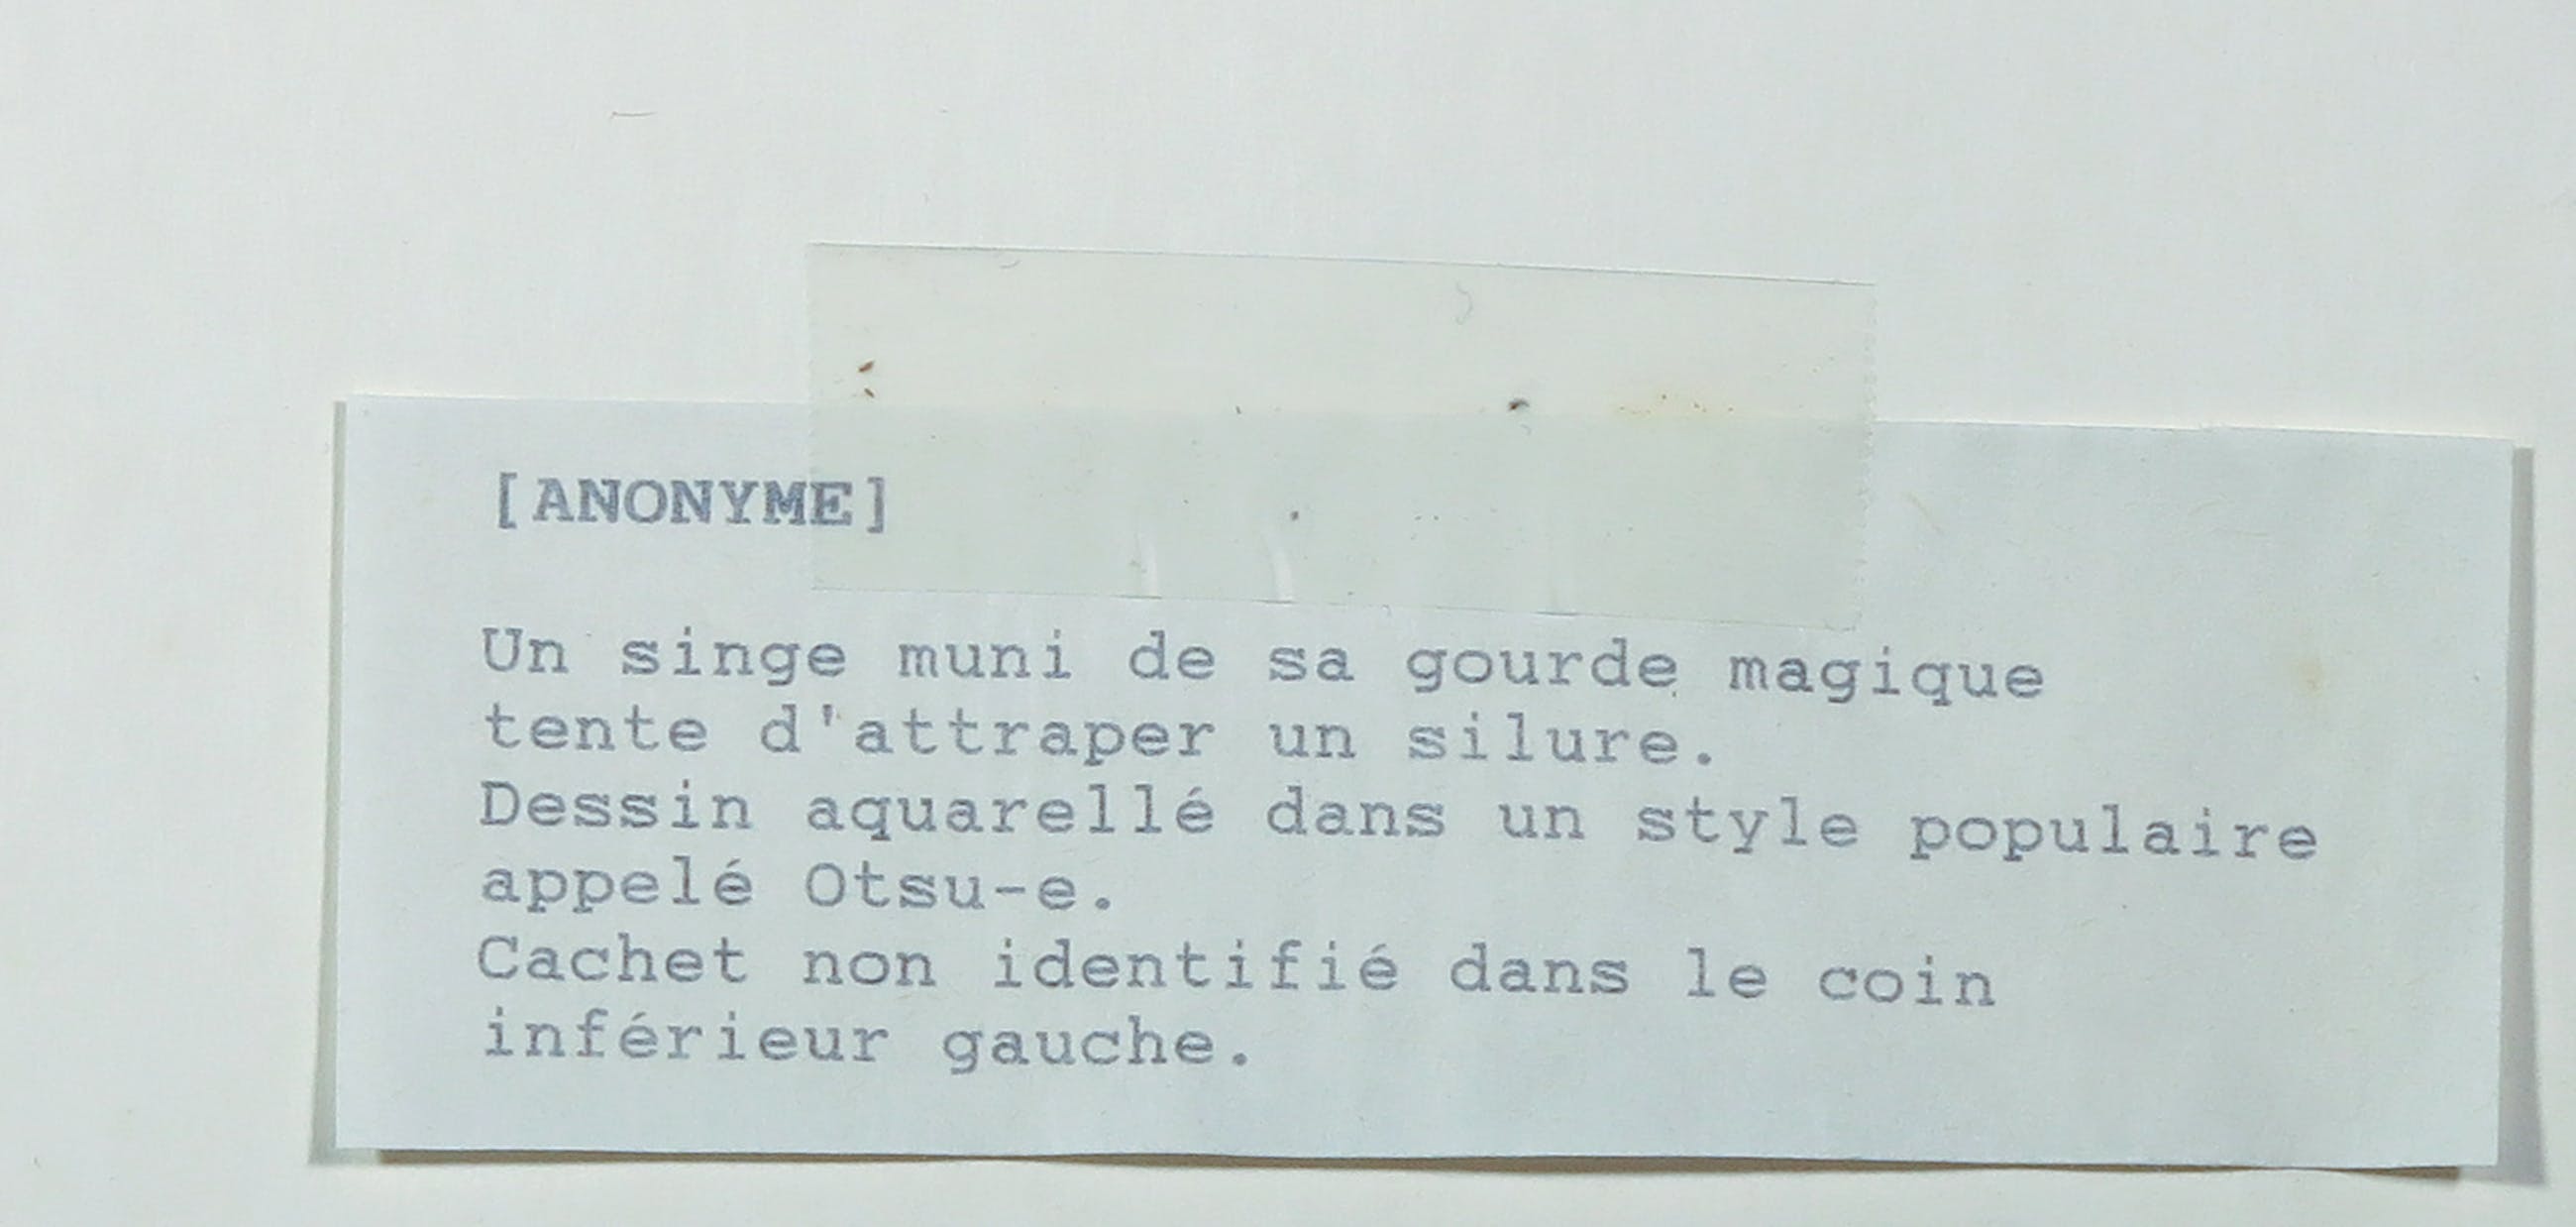 [ANONYME]
Un singe muni de sa gourde magique
tente d'attraper un silure.
Dessin aquarellé dans un style populaire
appelé Otsu-e.
Cachet non identifié dans le coin
inférieur gauche.